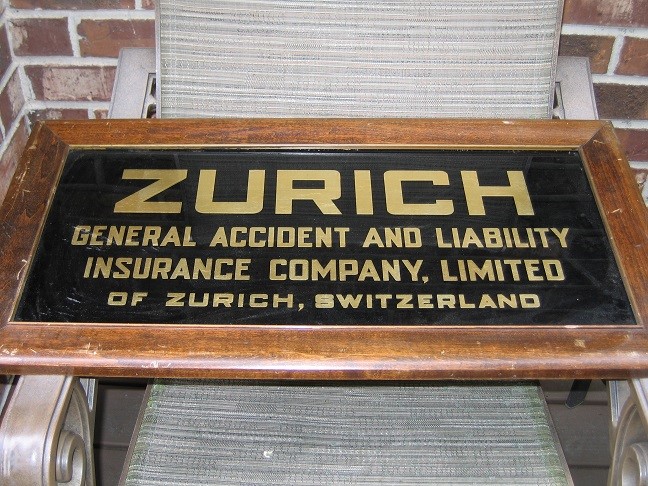 ZURICH
GENERAL ACCIDENT AND LIABILITY
INSURANCE COMPANY, LIMITED
OF ZURICH, SWITZERLAND